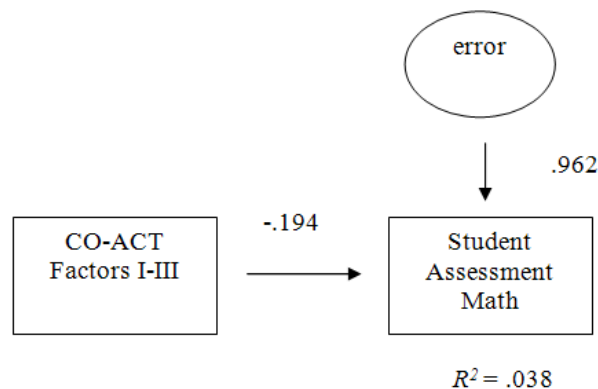 error
.962
-.194
CO-ACT
Factors I-III
Student
Assessment
Math
R² = .038